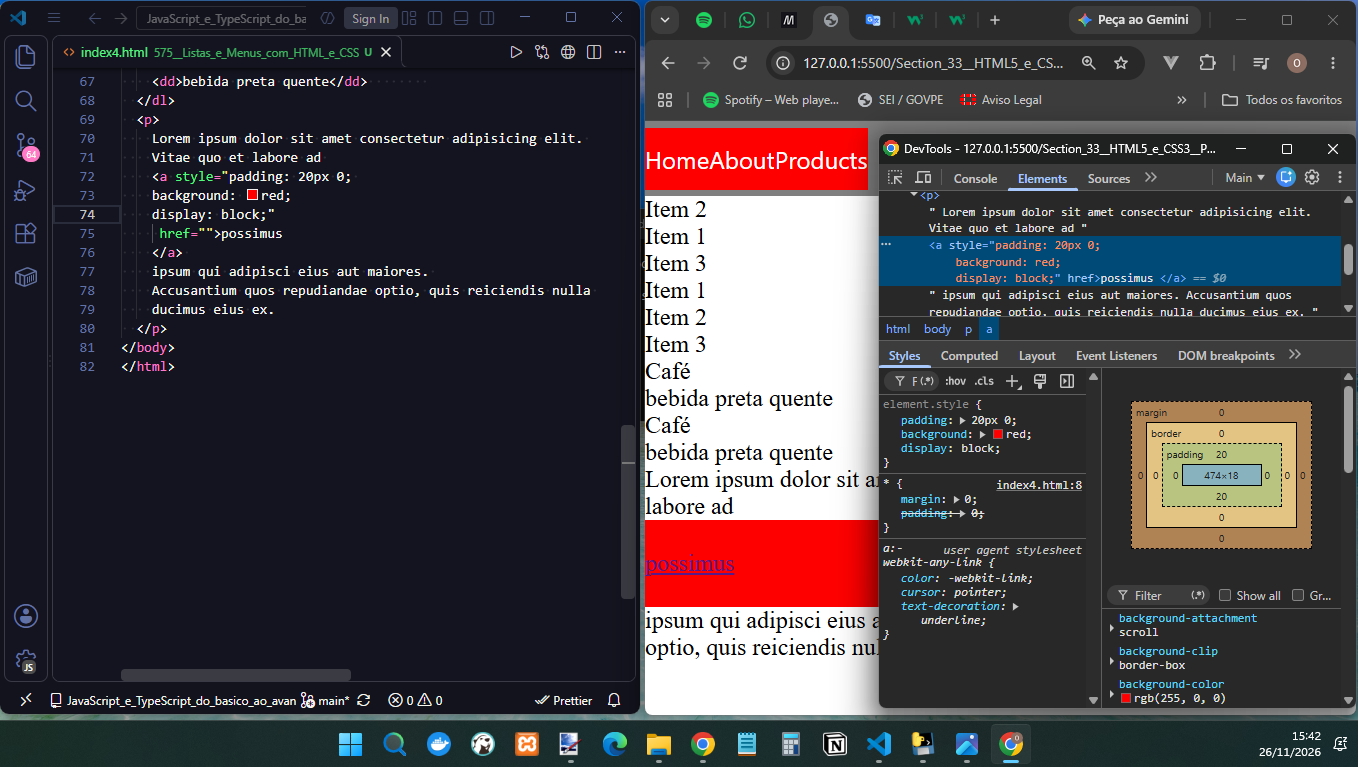 JavaScript_e_TypeScript_do_ba
Sign In
index4.html 575__Listas_e_Menus_com_HTML_e_CSS U
67 <dd>bebida preta quente</dd>
68 </dl>
69 <p>
70 Lorem ipsum dolor sit amet consectetur adipisicing elit.
71 Vitae quo et labore ad
72 <a style="padding: 20px 0;
73 background: red;
74 display: block;"
75 href="">possimus
76 </a>
77 ipsum qui adipisci eius aut maiores.
78 Accusantium quos repudiandae optio, quis reiciendis nulla
79 ducimus eius ex.
80 </p>
81 </body>
82 </html>
64
JS
JavaScript_e_TypeScript_do_basico_ao_avan main* 0 0 Prettier
Peça ao Gemini
127.0.0.1:5500/Section_33__HTML5_e_CS...
O
Spotify – Web playe... SEI / GOVPE Aviso Legal » Todos os favoritos
HomeAboutProducts
Item 2
Item 1
Item 3
Item 1
Item 2
Item 3
Café
bebida preta quente
Café
bebida preta quente
Lorem ipsum dolor sit a
labore ad
possimus
ipsum qui adipisci eius a
optio, quis reiciendis nul
DevTools - 127.0.0.1:5500/Section_33__HTML5_e_CSS3__P...
Console Elements Sources Main
<p>
" Lorem ipsum dolor sit amet consectetur adipisicing elit.
Vitae quo et labore ad "
<a style="padding: 20px 0;
background: red;
display: block;" href>possimus </a> == $0
" ipsum qui adipisci eius aut maiores. Accusantium quos
repudiandae optio, quis reiciendis nulla ducimus eius ex. "
html body p a
Styles Computed Layout Event Listeners DOM breakpoints
F (.*) :hov .cls
element.style {
padding: 20px 0;
background: red;
display: block;
}
* { index4.html:8
margin: 0;
padding: 0;
}
a:- user agent stylesheet
webkit-any-link {
color: -webkit-link;
cursor: pointer;
text-decoration:
underline;
}
margin 0
border 0
padding 20
0 0 0 474×18 0 0 0
20
0
0
Filter (.*) Show all Gr...
background-attachment
scroll
background-clip
border-box
background-color
rgb(255, 0, 0)
15:42
26/11/2026